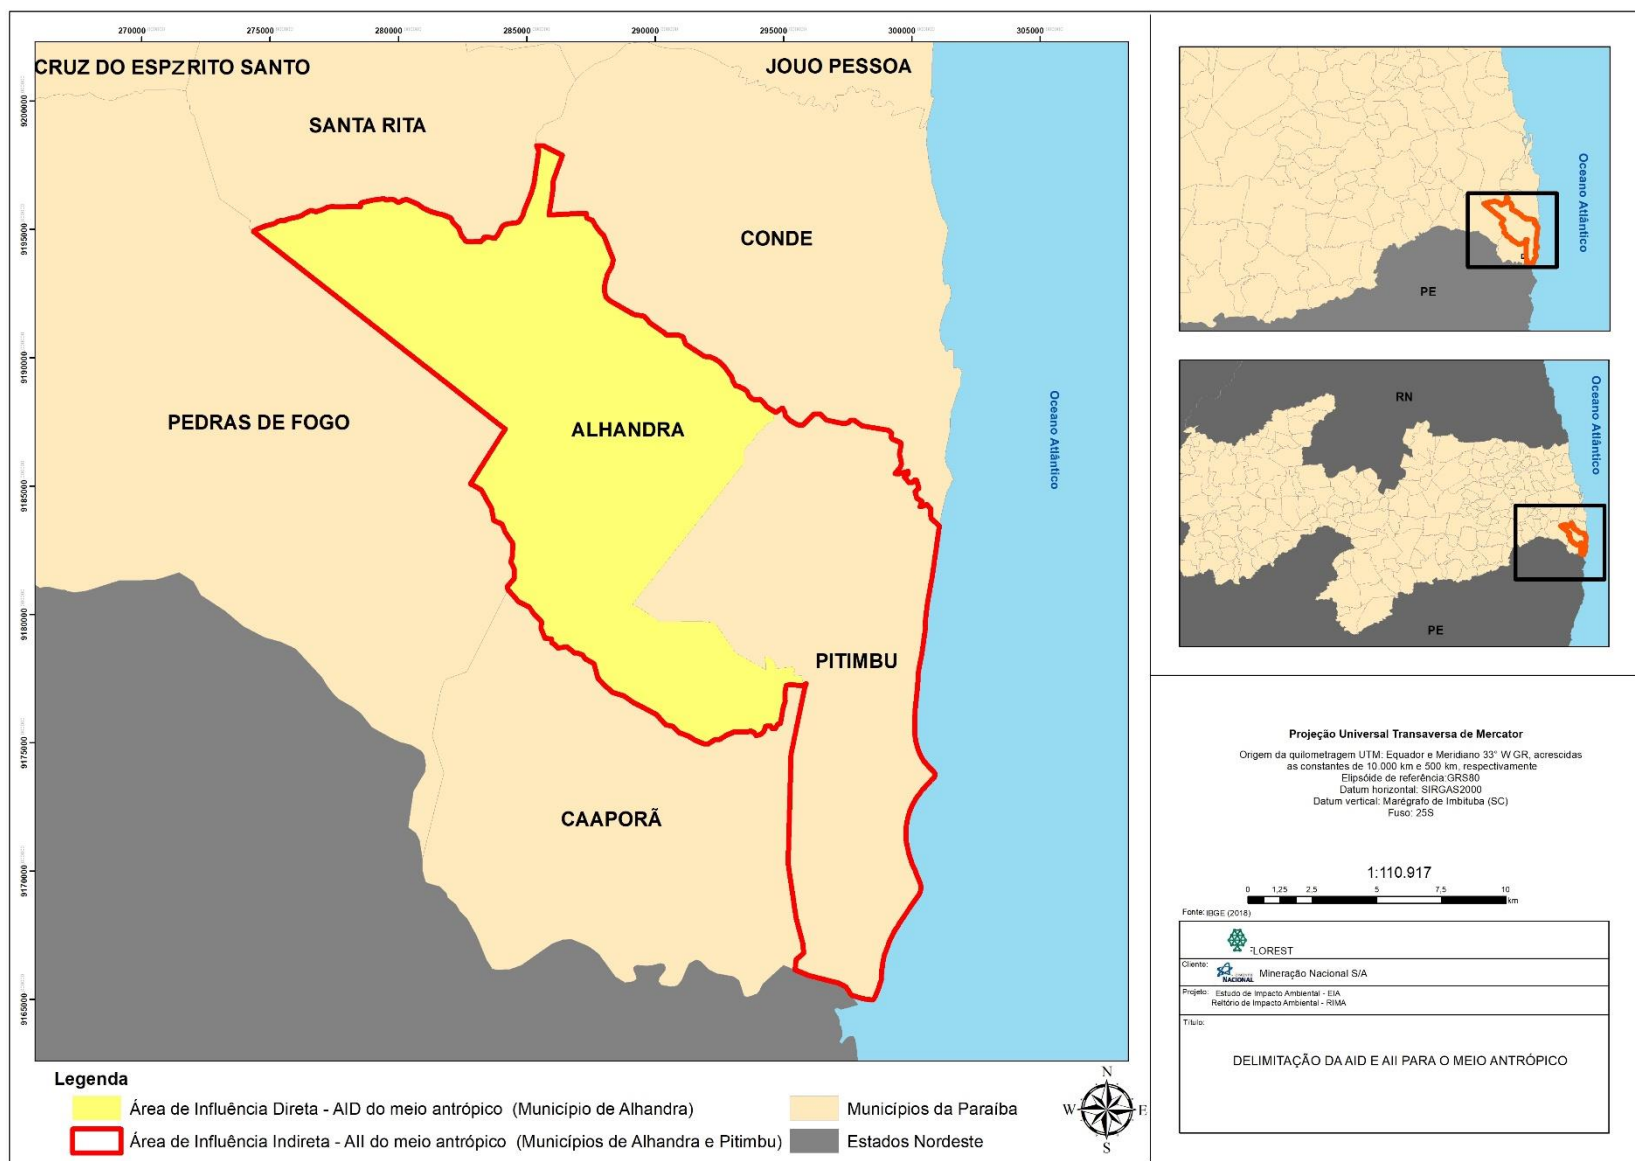 270000
275000
280000
285000
290000
295000
300000
305000
9200000
9195000
9190000
9185000
9180000
9175000
9170000
9165000
CRUZ DO ESPZRITO SANTO
JOUO PESSOA
SANTA RITA
CONDE
PEDRAS DE FOGO
ALHANDRA
PITIMBU
CAAPORÃ
Oceano Atlântico
Legenda
Área de Influência Direta - AID do meio antrópico (Município de Alhandra)
Área de Influência Indireta - AII do meio antrópico (Municípios de Alhandra e Pitimbu)
Municípios da Paraíba
Estados Nordeste
N
W E
S
Oceano Atlântico
PE
RN
Oceano Atlântico
PE
Projeção Universal Transaversa de Mercator
Origem da quilometragem UTM: Equador e Meridiano 33° W GR, acrescidas
as constantes de 10.000 km e 500 km, respectivamente
Elipsóide de referência:GRS80
Datum horizontal: SIRGAS2000
Datum vertical: Marégrafo de Imbituba (SC)
Fuso: 25S
1:110.917
0 1,25 2,5 5 7,5 10
km
Fonte: IBGE (2018)
FLOREST
Cliente:
NACIONAL
Mineração Nacional S/A
Projeto: Estudo de Impacto Ambiental - EIA
Reltório de Impacto Ambiental - RIMA
Título:
DELIMITAÇÃO DA AID E AII PARA O MEIO ANTRÓPICO